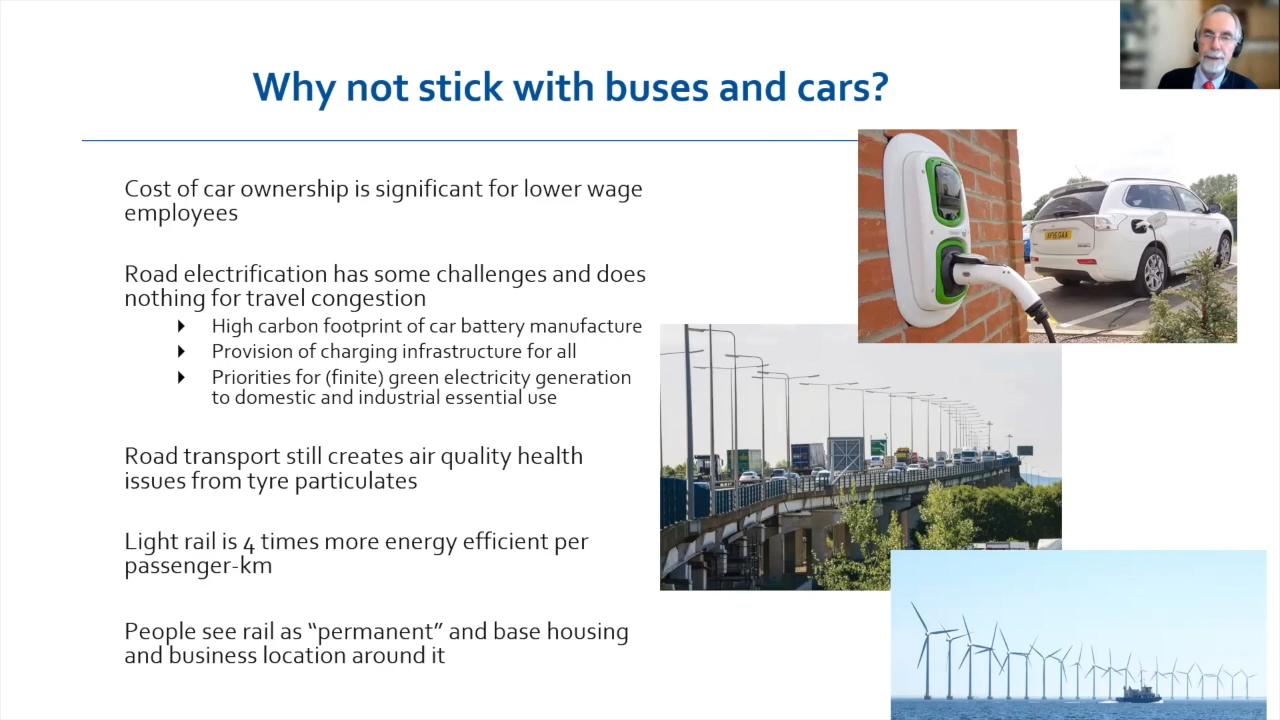 Why not stick with buses and cars?
Cost of car ownership is significant for lower wage
employees
Road electrification has some challenges and does
nothing for travel congestion
High carbon footprint of car battery manufacture
Provision of charging infrastructure for all
Priorities for (finite) green electricity generation
to domestic and industrial essential use
Road transport still creates air quality health
issues from tyre particulates
Light rail is 4 times more energy efficient per
passenger-km
People see rail as “permanent” and base housing
and business location around it